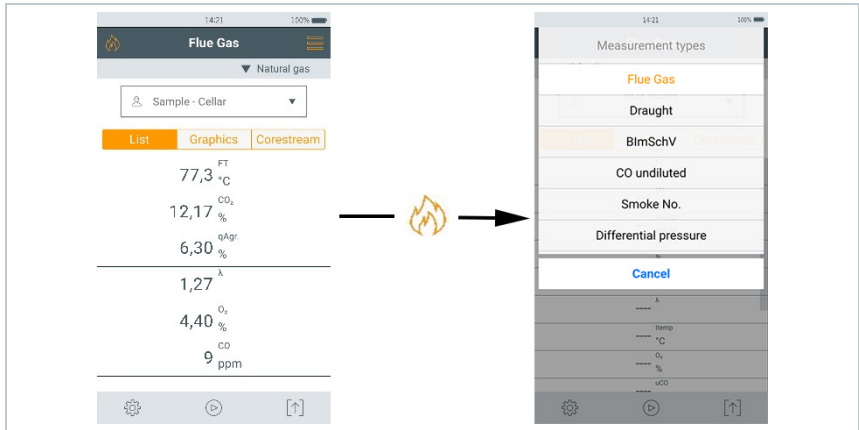 14:21 100%
Flue Gas
▼ Natural gas
Sample - Cellar ▼
List Graphics Corestream
77,3 FT °C
12,17 CO₂ %
6,30 qAgr. %
1,27 λ
4,40 O₂ %
9 CO ppm
14:21 100%
Measurement types
Flue Gas
Draught
BImSchV
CO undiluted
Smoke No.
Differential pressure
Cancel
---- λ
---- Itemp °C
---- O₂ %
---- uCO